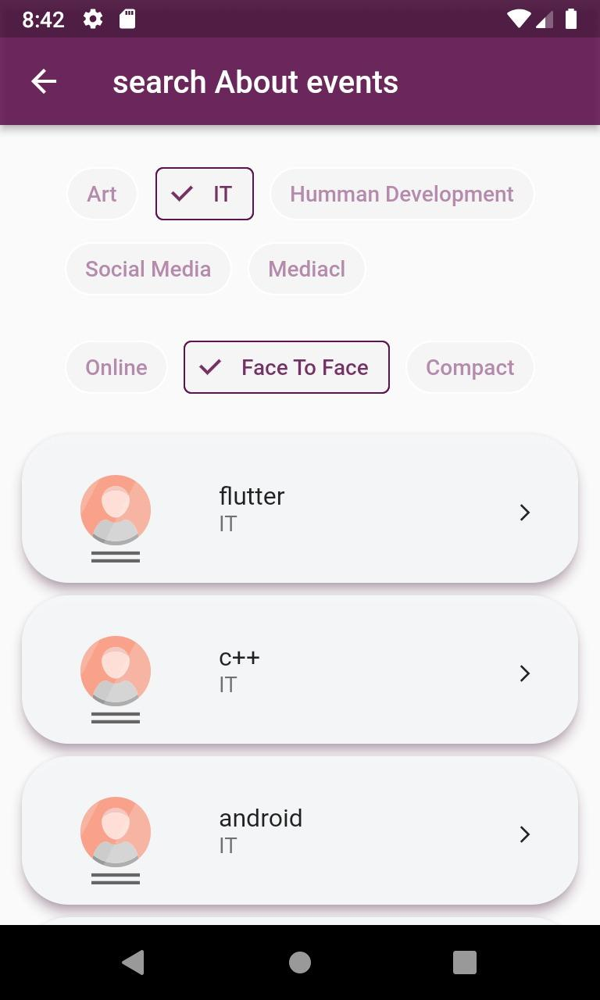 8:42
search About events
Art IT Humman Development
Social Media Mediacl
Online Face To Face Compact
flutter
IT
c++
IT
android
IT